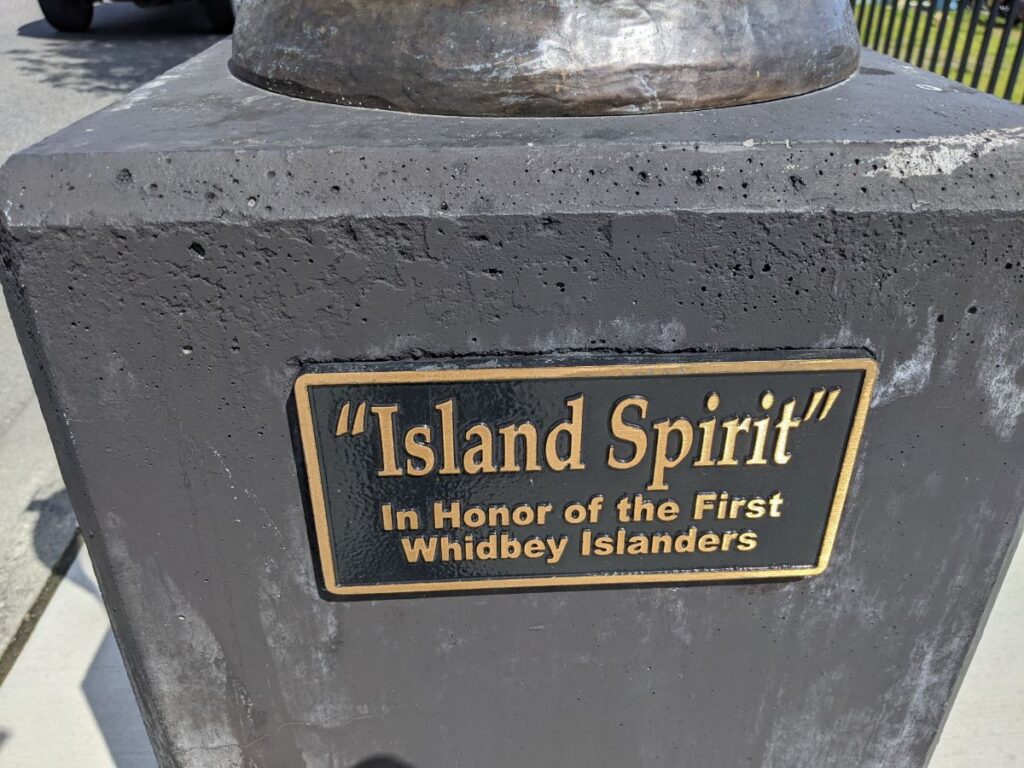 “Island Spirit”
In Honor of the First
Whidbey Islanders